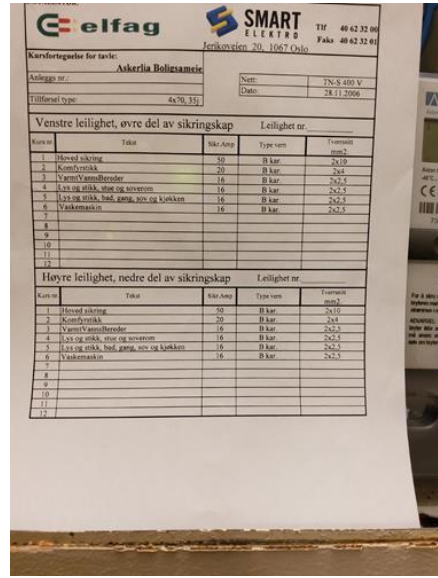 elfag
SMART
ELEKTRO
Tlf 40 62 32 00
Faks 40 62 32 01
Jerikoveien 20, 1067 Oslo
Kursfortegnelse for tavle:
Askerlia Boligsameie
Anleggs nr.:
Nett: TN-S 400 V
Dato: 28.11.2006
Tilførsel type: 4x70, 35j
Venstre leilighet, øvre del av sikringskap Leilighet nr.
Kurs nr. Tekst Sikr.Amp Type vern Tverrsnitt mm2.
1 Hoved sikring 50 B kar. 2x10
2 Komfyrstikk 20 B kar. 2x4
3 VarmtVannsBereder 16 B kar. 2x2,5
4 Lys og stikk, stue og soverom 16 B kar. 2x2,5
5 Lys og stikk, bad, gang, sov og kjøkken 16 B kar. 2x2,5
6 Vaskemaskin 16 B kar. 2x2,5
7
8
9
10
11
12
Høyre leilighet, nedre del av sikringskap Leilighet nr.
Kurs nr. Tekst Sikr.Amp Type vern Tverrsnitt mm2.
1 Hoved sikring 50 B kar. 2x10
2 Komfyrstikk 20 B kar. 2x4
3 VarmtVannsBereder 16 B kar. 2x2,5
4 Lys og stikk, stue og soverom 16 B kar. 2x2,5
5 Lys og stikk, bad, gang, sov og kjøkken 16 B kar. 2x2,5
6 Vaskemaskin 16 B kar. 2x2,5
7
8
9
10
11
12
CE